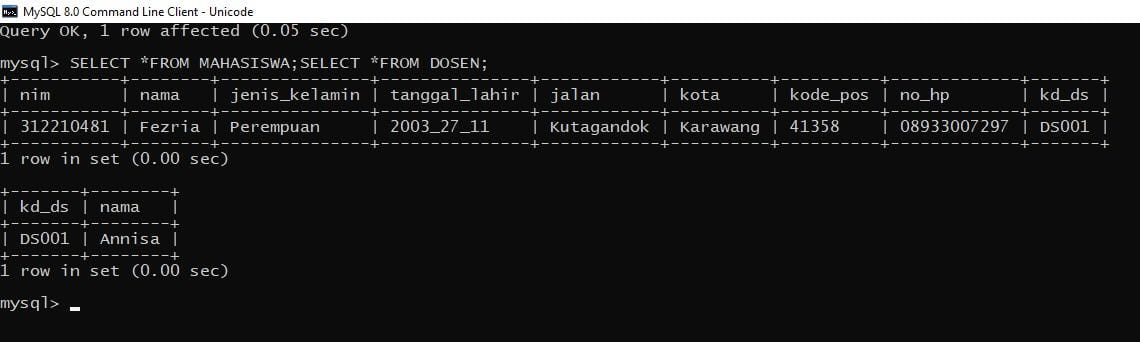 MySQL 8.0 Command Line Client - Unicode
Query OK, 1 row affected (0.05 sec)
mysql> SELECT *FROM MAHASISWA;SELECT *FROM DOSEN;
+-----------+--------+---------------+---------------+------------+----------+----------+-------------+-------+
| nim       | nama   | jenis_kelamin | tanggal_lahir | jalan      | kota     | kode_pos | no_hp       | kd_ds |
+-----------+--------+---------------+---------------+------------+----------+----------+-------------+-------+
| 312210481 | Fezria | Perempuan     | 2003_27_11    | Kutagandok | Karawang | 41358    | 08933007297 | DS001 |
+-----------+--------+---------------+---------------+------------+----------+----------+-------------+-------+
1 row in set (0.00 sec)
+-------+--------+
| kd_ds | nama   |
+-------+--------+
| DS001 | Annisa |
+-------+--------+
1 row in set (0.00 sec)
mysql> _